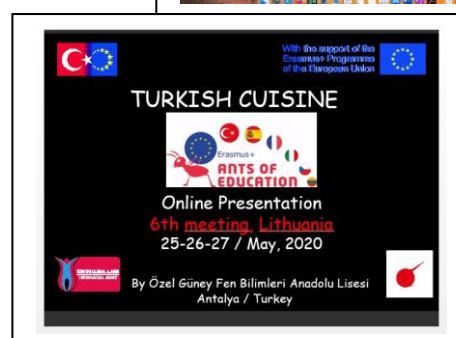 With the support of the
Erasmus+ Programme
of the European Union
TURKISH CUISINE
Erasmus+
ANTS OF
EDUCATION
Online Presentation
6th meeting, Lithuania
25-26-27 / May, 2020
By Özel Güney Fen Bilimleri Anadolu Lisesi
Antalya / Turkey